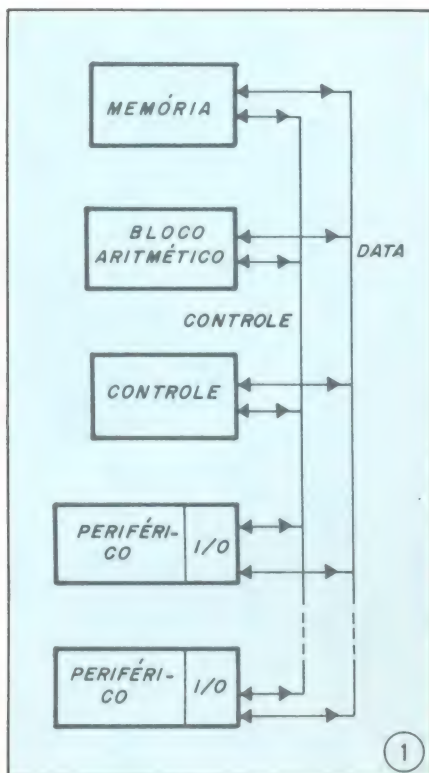 MEMÓRIA
BLOCO
ARITMÉTICO
DATA
CONTROLE
CONTROLE
PERIFÉRI-
CO
I/O
PERIFÉRI-
CO
I/O
1